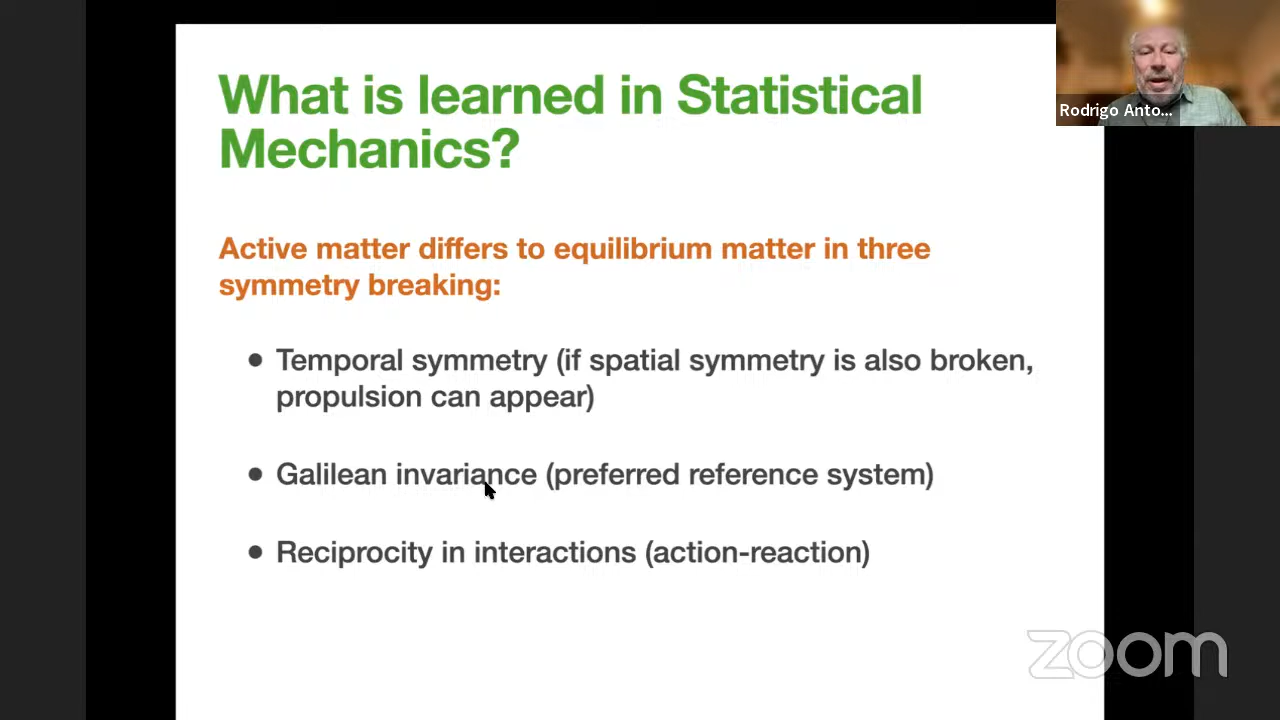 What is learned in Statistical
Mechanics?
Active matter differs to equilibrium matter in three
symmetry breaking:
• Temporal symmetry (if spatial symmetry is also broken,
propulsion can appear)
• Galilean invariance (preferred reference system)
• Reciprocity in interactions (action-reaction)
Rodrigo Anto...
zoom